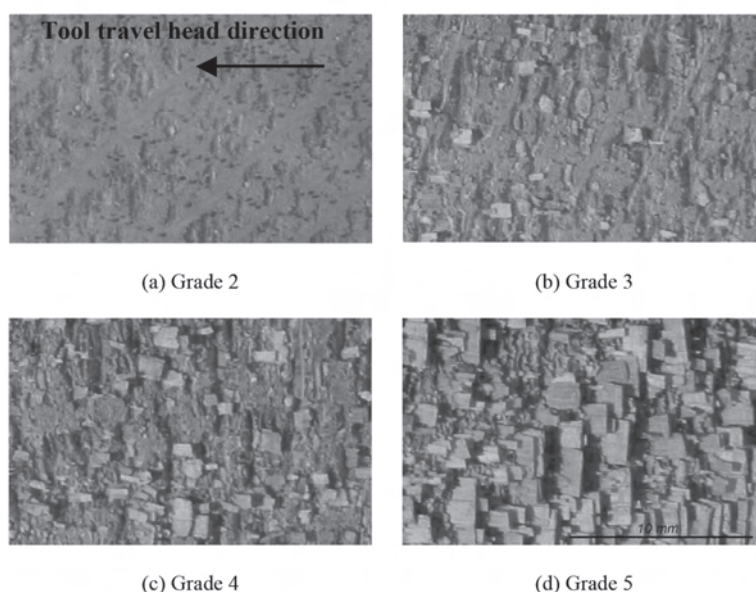 Tool travel head direction
(a) Grade 2
(b) Grade 3
(c) Grade 4
10 mm
(d) Grade 5